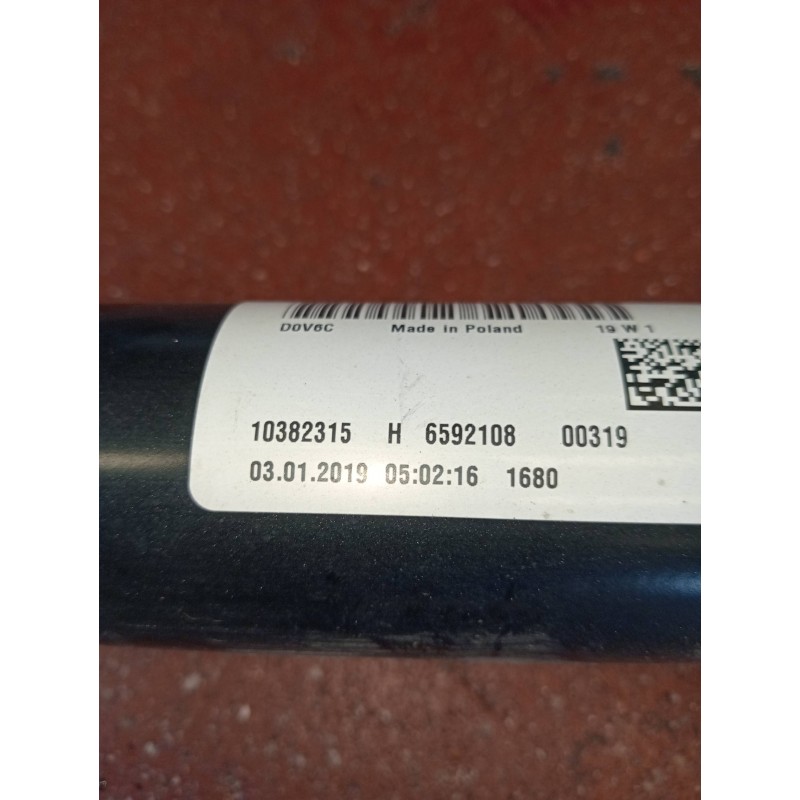 D0V6C Made in Poland 19 W 1
10382315 H 6592108 00319
03.01.2019 05:02:16 1680